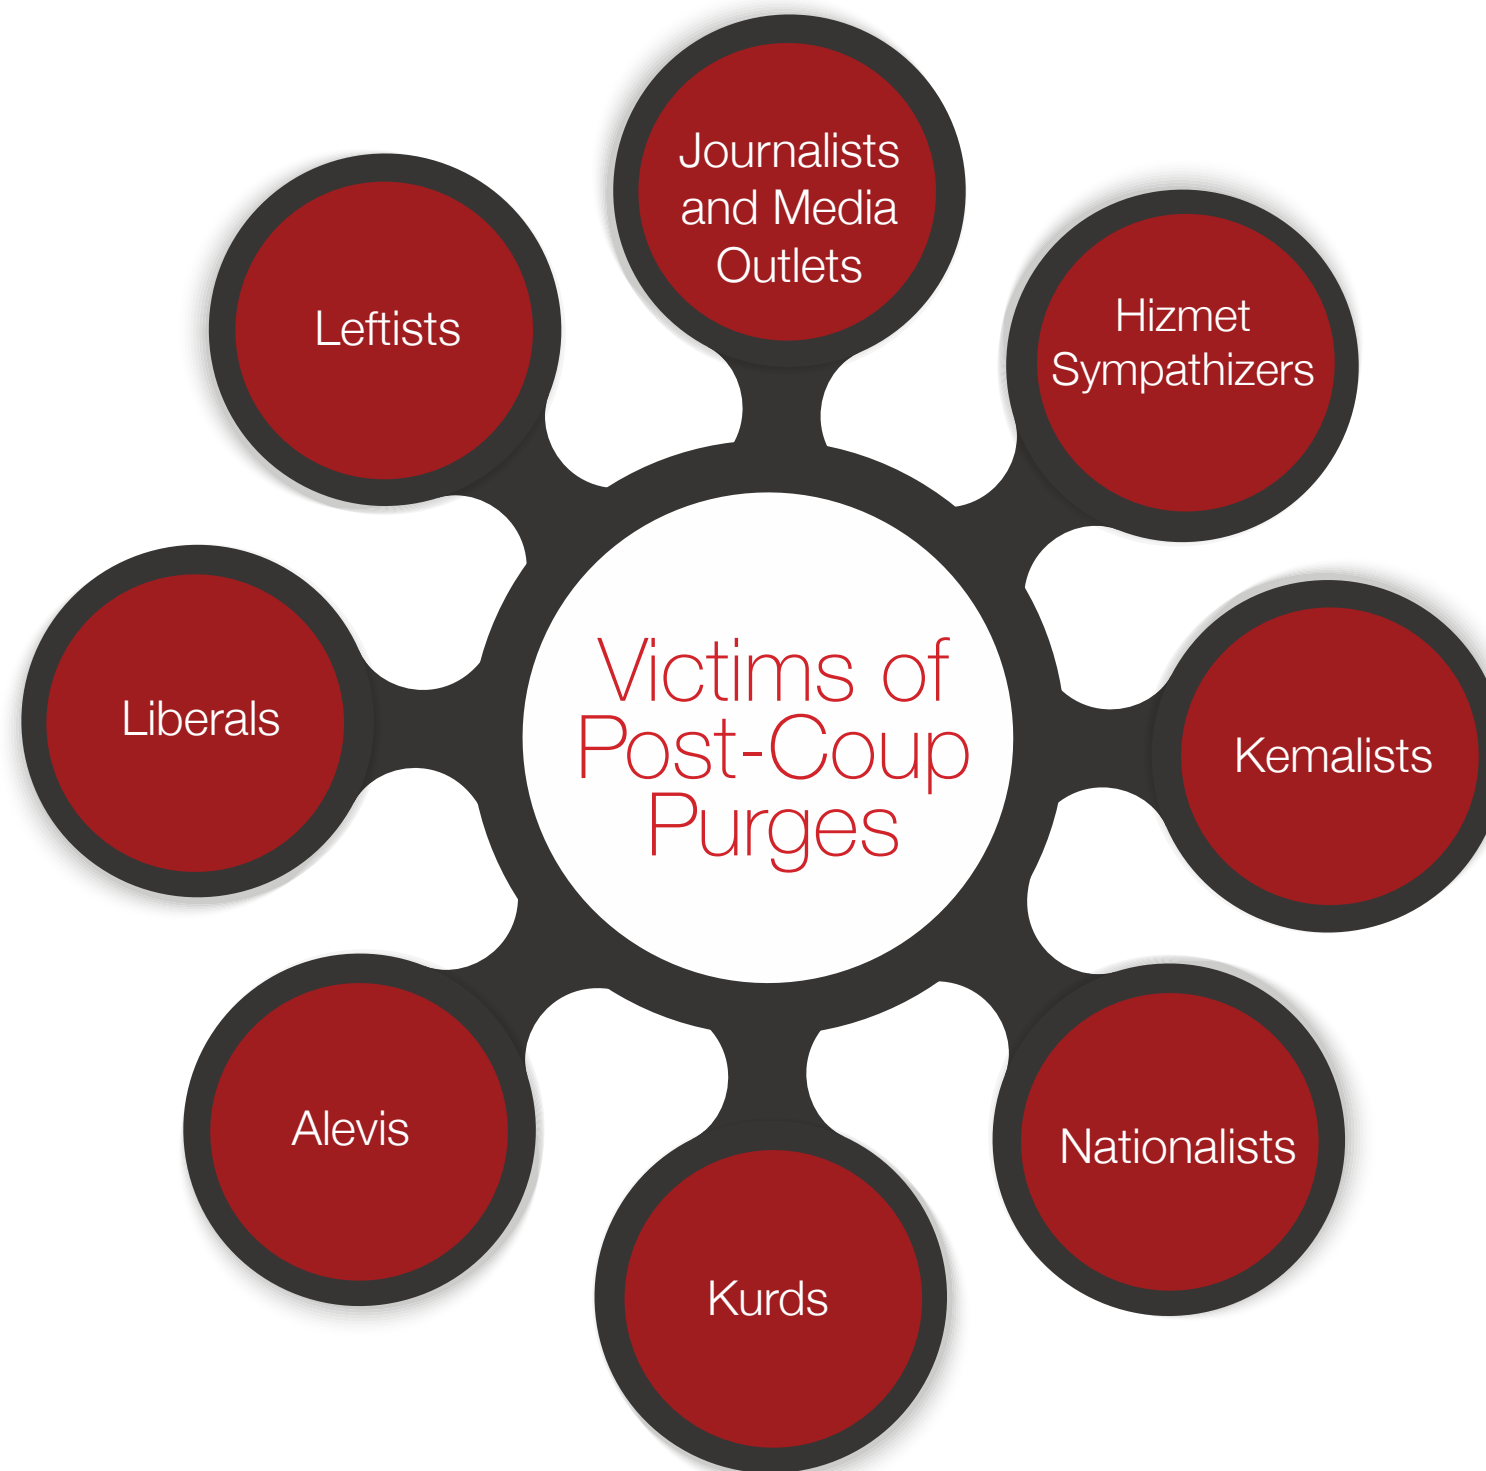 Journalists
and Media
Outlets
Hizmet
Sympathizers
Kemalists
Nationalists
Kurds
Alevis
Liberals
Leftists
Victims of
Post-Coup
Purges